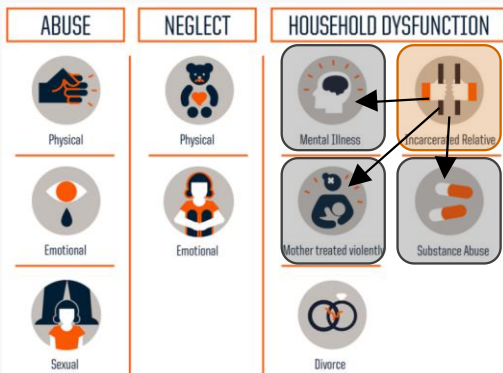 ABUSE
NEGLECT
HOUSEHOLD DYSFUNCTION
Physical
Physical
Mental Illness
Incarcerated Relative
Emotional
Emotional
Mother treated violently
Substance Abuse
Sexual
Divorce